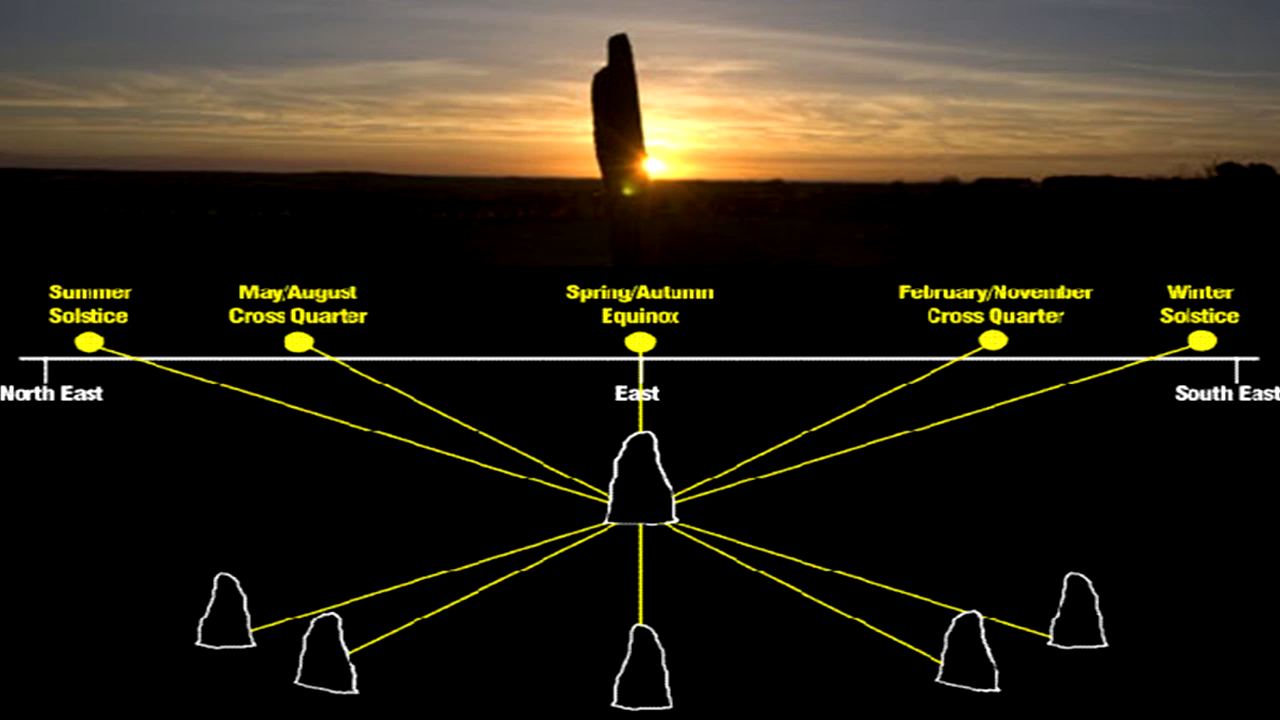 Summer
Solstice
May/August
Cross Quarter
Spring/Autumn
Equinox
February/November
Cross Quarter
Winter
Solstice
North East
East
South East